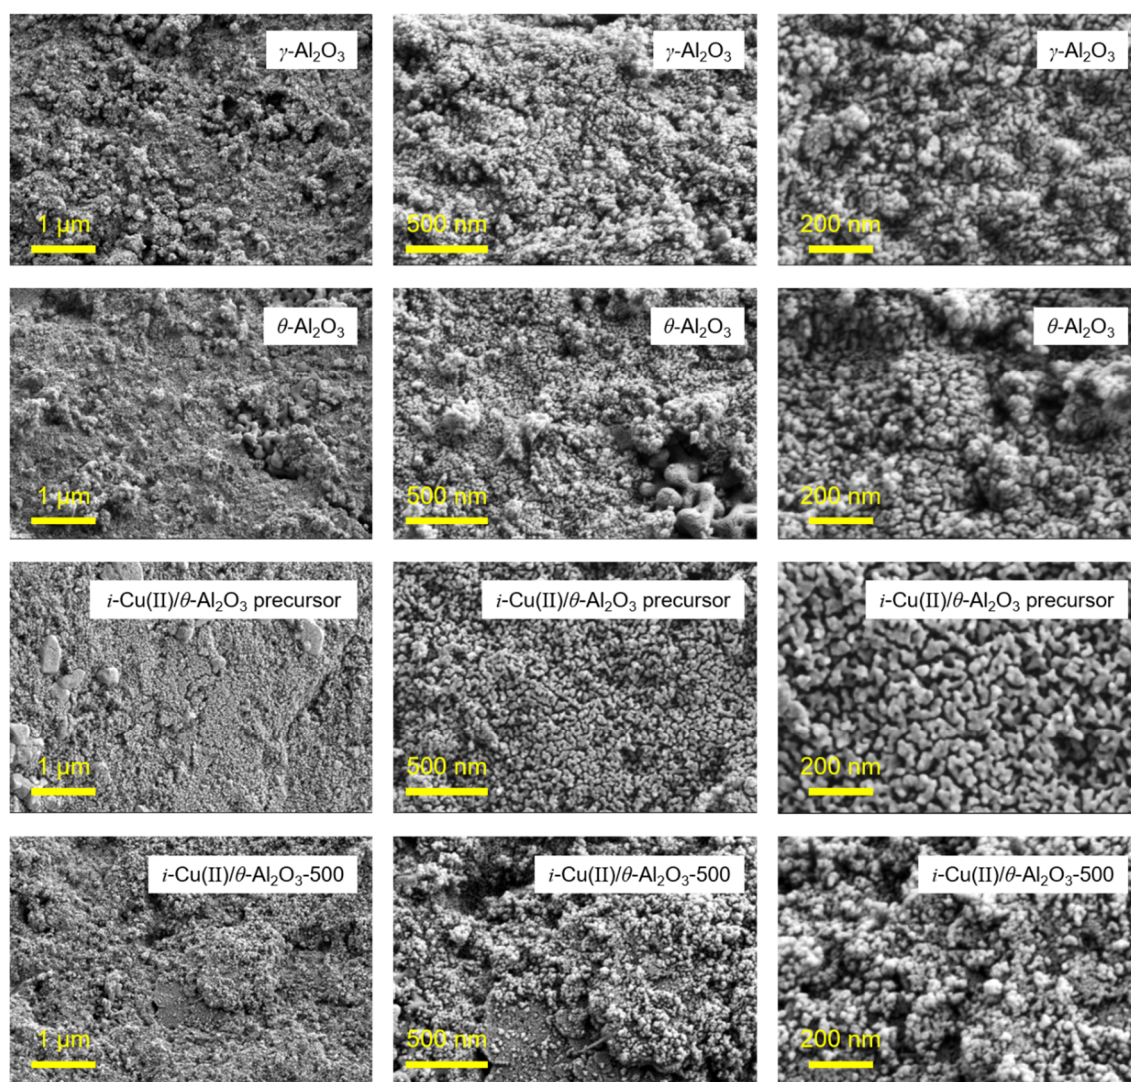 γ-Al₂O₃
1 μm
γ-Al₂O₃
500 nm
γ-Al₂O₃
200 nm
θ-Al₂O₃
1 μm
θ-Al₂O₃
500 nm
θ-Al₂O₃
200 nm
i-Cu(II)/θ-Al₂O₃ precursor
1 μm
i-Cu(II)/θ-Al₂O₃ precursor
500 nm
i-Cu(II)/θ-Al₂O₃ precursor
200 nm
i-Cu(II)/θ-Al₂O₃-500
1 μm
i-Cu(II)/θ-Al₂O₃-500
500 nm
i-Cu(II)/θ-Al₂O₃-500
200 nm